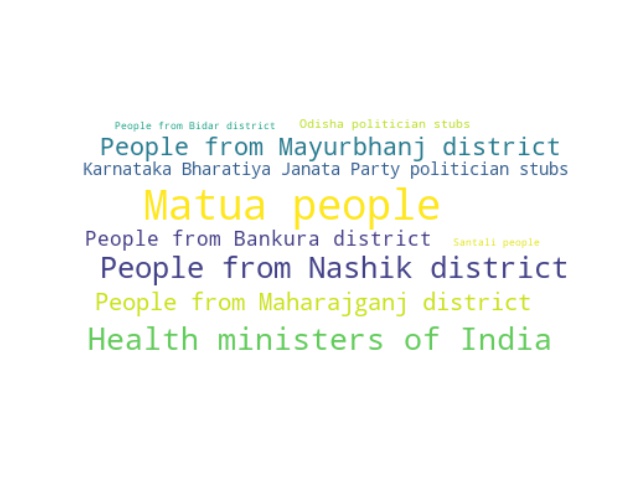 People from Bidar district Odisha politician stubs
People from Mayurbhanj district
Karnataka Bharatiya Janata Party politician stubs
Matua people
People from Bankura district Santali people
People from Nashik district
People from Maharajganj district
Health ministers of India